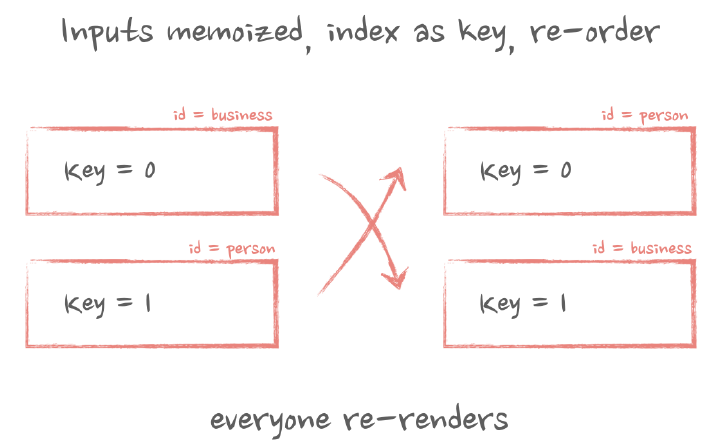 Inputs memoized, index as key, re-order
id = business
key = 0
id = person
key = 1
id = person
key = 0
id = business
key = 1
everyone re-renders